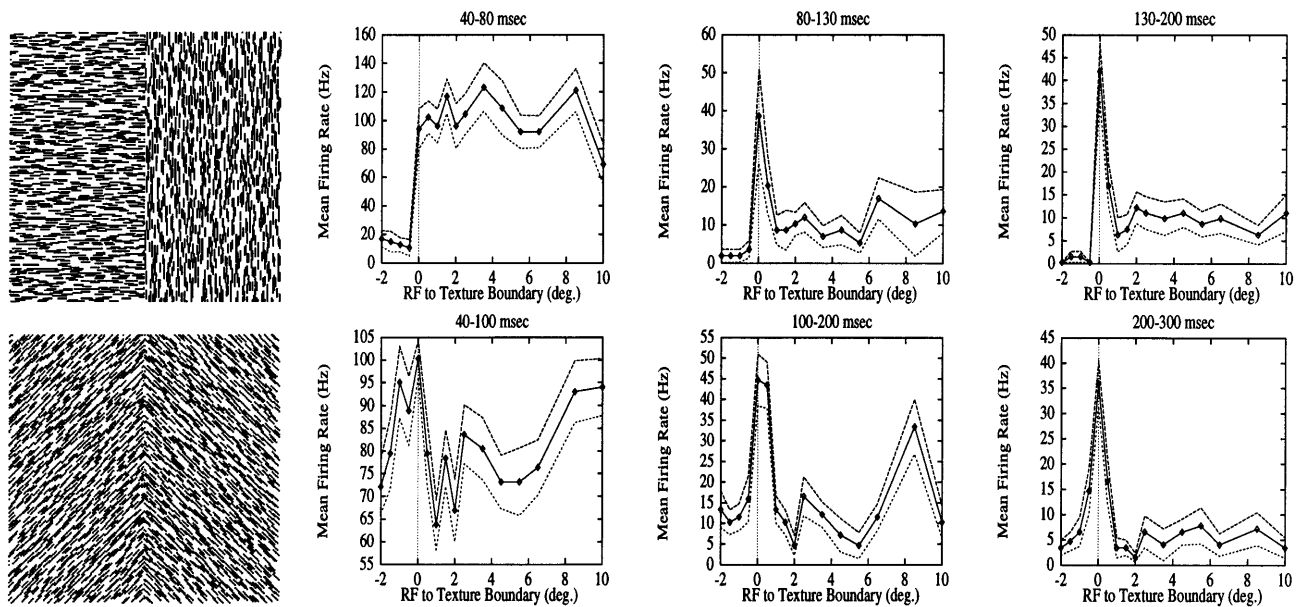 40-80 msec
160
140
120
100
80
60
40
20
0
-2 0 2 4 6 8 10
RF to Texture Boundary (deg.)
Mean Firing Rate (Hz)
80-130 msec
60
50
40
30
20
10
0
-2 0 2 4 6 8 10
RF to Texture Boundary (deg.)
Mean Firing Rate (Hz)
130-200 msec
50
45
40
35
30
25
20
15
10
5
0
-2 0 2 4 6 8 10
RF to Texture Boundary (deg.)
Mean Firing Rate (Hz)
40-100 msec
105
100
95
90
85
80
75
70
65
60
55
-2 0 2 4 6 8 10
RF to Texture Boundary (deg.)
Mean Firing Rate (Hz)
100-200 msec
55
50
45
40
35
30
25
20
15
10
5
0
-2 0 2 4 6 8 10
RF to Texture Boundary (deg.)
Mean Firing Rate (Hz)
200-300 msec
45
40
35
30
25
20
15
10
5
0
-2 0 2 4 6 8 10
RF to Texture Boundary (deg.)
Mean Firing Rate (Hz)